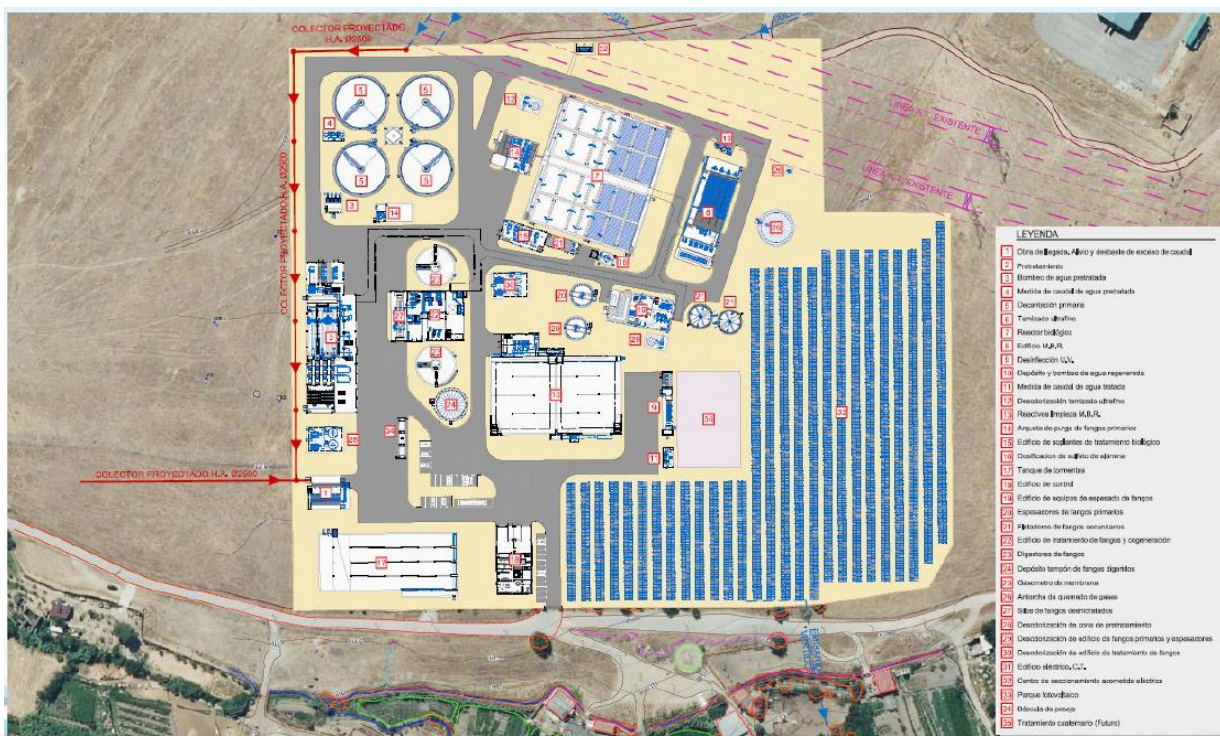 COLECTOR PROYECTADO
H.A. Ø2500
COLECTOR PROYECTADO H.A. Ø2500
COLECTOR PROYECTADO H.A. Ø2500
LINEA A.T. EXISTENTE
LINEA A.T. EXISTENTE
LEYENDA
1 Obra de llegada, Alivio y desbaste de exceso de caudal
2 Pretratamiento
3 Bombeo de agua pretratada
4 Medida de caudal de agua pretratada
5 Decantación primaria
6 Tamizado ultrafino
7 Reactor biológico
8 Edificio M.B.R.
9 Desinfección U.V.
10 Depósito y bombeo de agua regenerada
11 Medida de caudal de agua tratada
12 Desodorización tamizado ultrafino
13 Reactivos limpieza M.B.R.
14 Arqueta de purga de fangos primarios
15 Edificio de soplantes de tratamiento biológico
16 Dosificación de sulfato de alúmina
17 Tanque de tormentas
18 Edificio de control
19 Edificio de equipos de espesado de fangos
20 Espesadores de fangos primarios
21 Flotadores de fangos secundarios
22 Edificio de tratamiento de fangos y cogeneración
23 Digestores de fangos
24 Depósito tampón de fangos digeridos
25 Gasómetro de membrana
26 Antorcha de quemado de gases
27 Silos de fangos deshidratados
28 Desodorización de zona de pretratamiento
29 Desodorización de edificio de fangos primarios y espesadores
30 Desodorización de edificio de tratamiento de fangos
31 Edificio eléctrico. C.T.
32 Centro de seccionamiento acometida eléctrica
33 Parque fotovoltaico
34 Báscula de pesaje
35 Tratamiento cuaternario (Futuro)